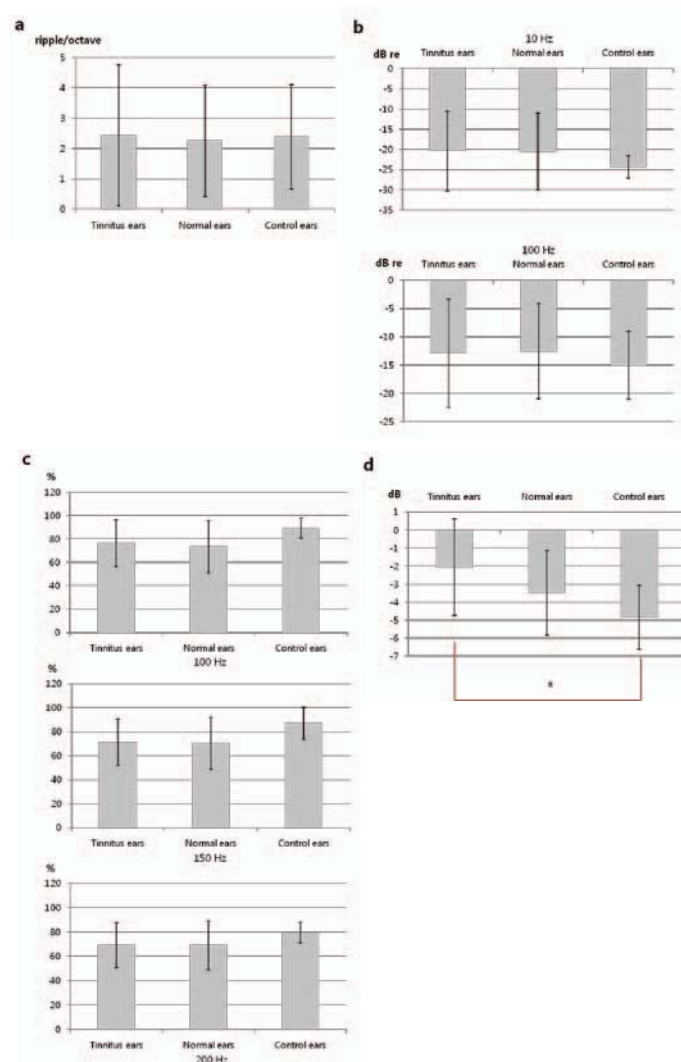 a
ripple/octave
5
4
3
2
1
0
Tinnitus ears Normal ears Control ears
b
10 Hz
dB re
Tinnitus ears Normal ears Control ears
0
-5
-10
-15
-20
-25
-30
-35
100 Hz
dB re
Tinnitus ears Normal ears Control ears
0
-5
-10
-15
-20
-25
c
%
120
100
80
60
40
20
0
Tinnitus ears Normal ears Control ears
100 Hz
120
100
80
60
40
20
0
Tinnitus ears Normal ears Control ears
150 Hz
%
120
100
80
60
40
20
0
Tinnitus ears Normal ears Control ears
200 Hz
d
dB
Tinnitus ears Normal ears Control ears
1
0
-1
-2
-3
-4
-5
-6
-7
*